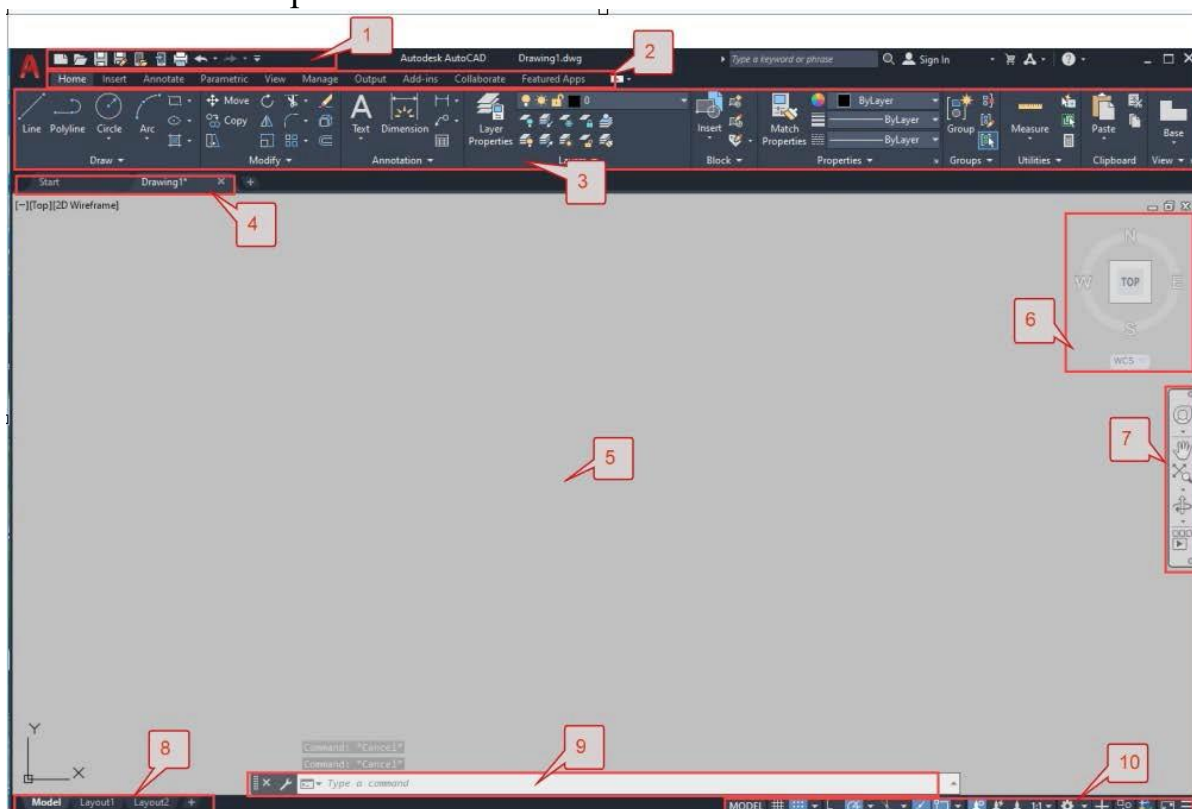 1
Autodesk AutoCAD Drawing1.dwg
Type a keyword or phrase
Sign In
2
Home Insert Annotate Parametric View Manage Output Add-ins Collaborate Featured Apps
Move
Copy
0
ByLayer
ByLayer
ByLayer
Line Polyline Circle Arc
Text Dimension
Layer
Properties
Insert
Match
Properties
Group
Measure
Paste
Base
Draw Modify Annotation Block Properties Groups Utilities Clipboard View
3
Start Drawing1*
4
[−][Top][2D Wireframe]
N
W TOP E
S
WCS
6
7
5
Y
X
8
Command: *Cancel*
Command: *Cancel*
9
Type a command
10
Model Layout1 Layout2 +
MODEL 1:1